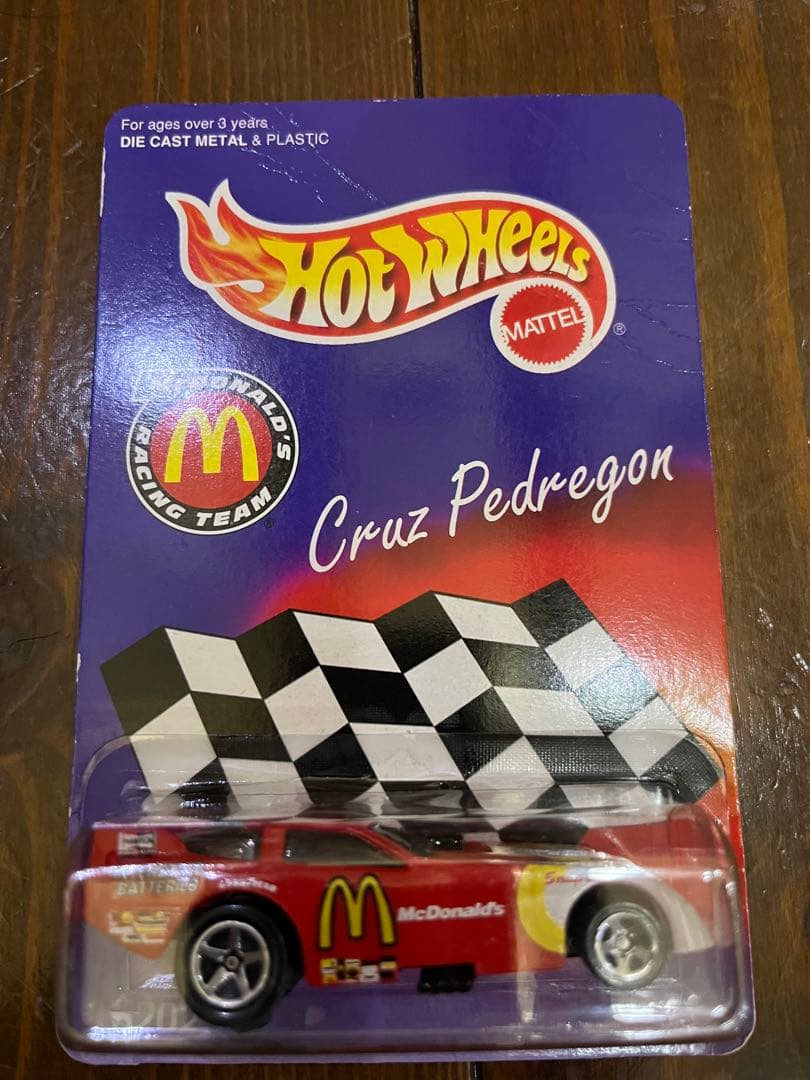 For ages over 3 years
DIE CAST METAL & PLASTIC
HOT WHEELS
MATTEL
®
McDONALD'S
RACING TEAM
M
®
Cruz Pedregon
BATTERIES
GOODYEAR
M
McDonald's